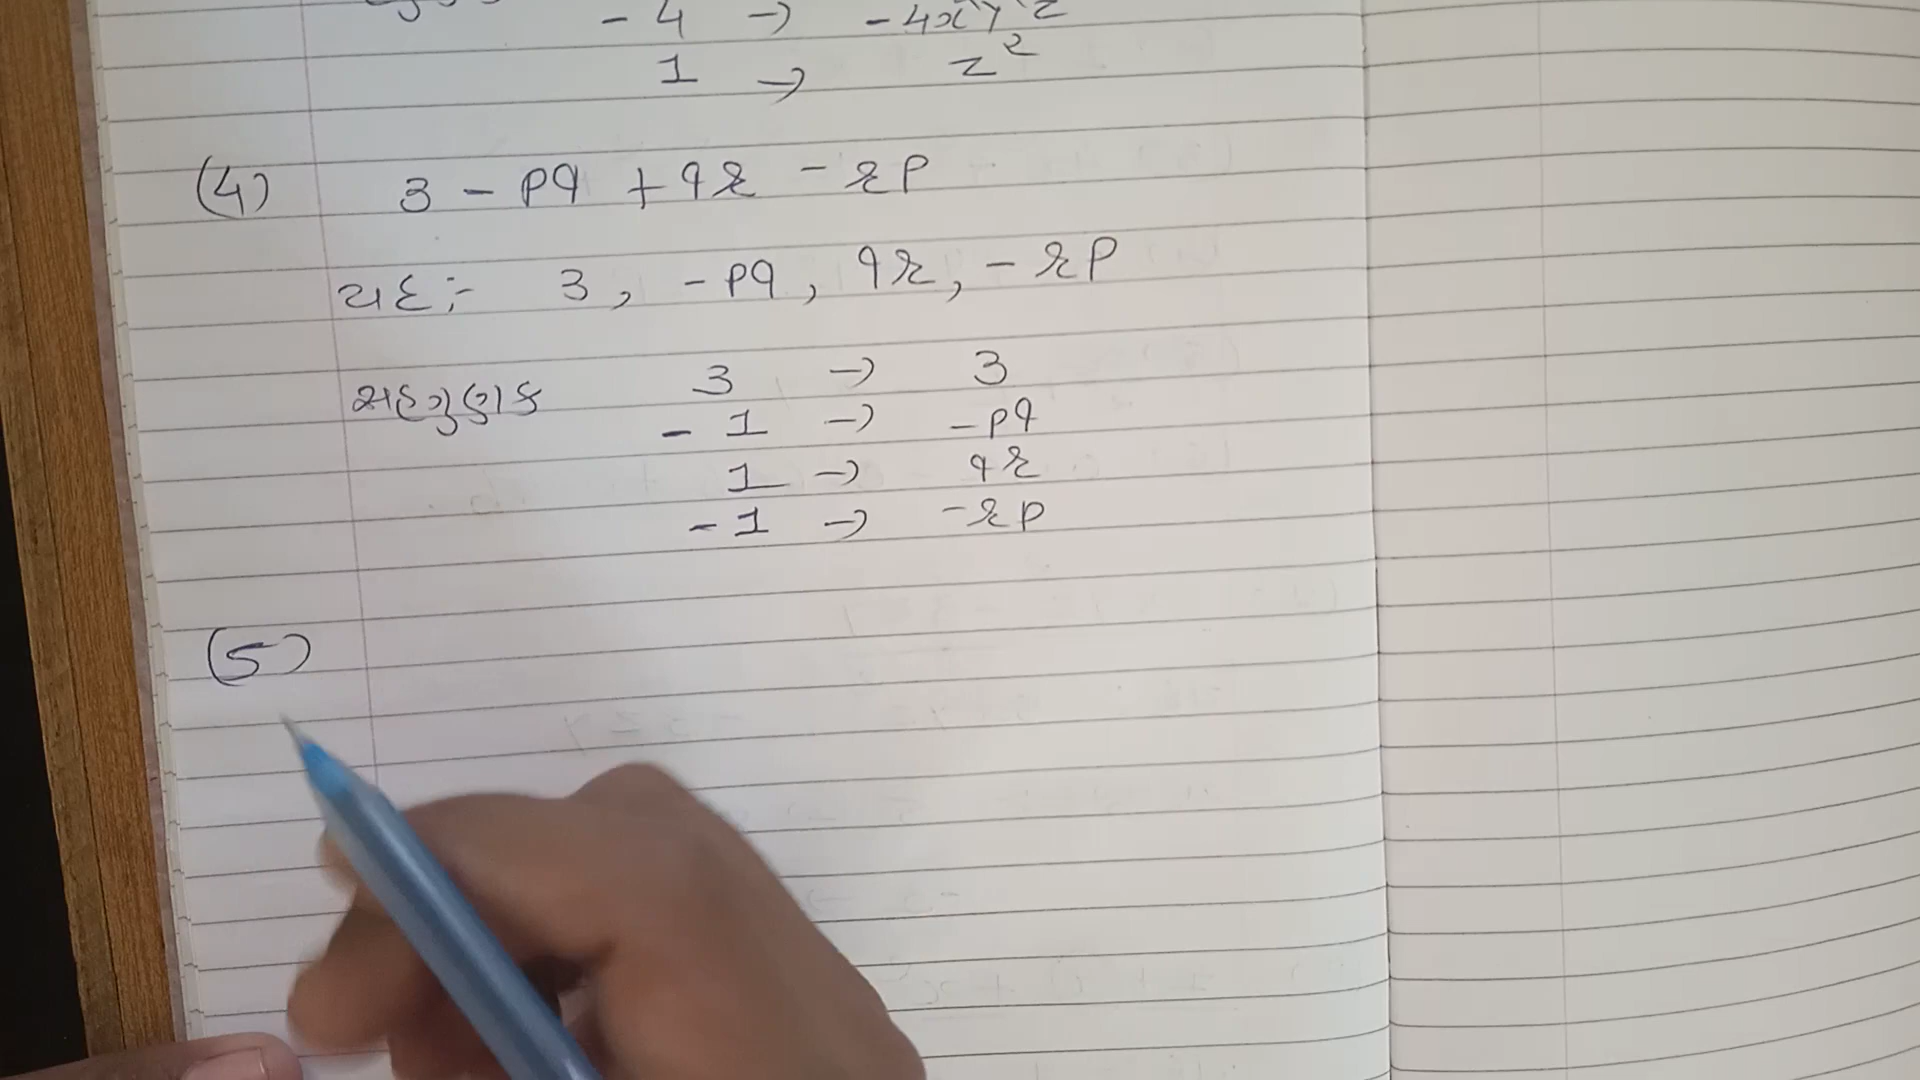 - 4 → - 4x y z
1 → z²
(4) 3 - pq + qr - rp
પદ :- 3, - pq, qr, - rp
સહગુણક 3 → 3
- 1 → - pq
1 → qr
- 1 → - rp
(5)